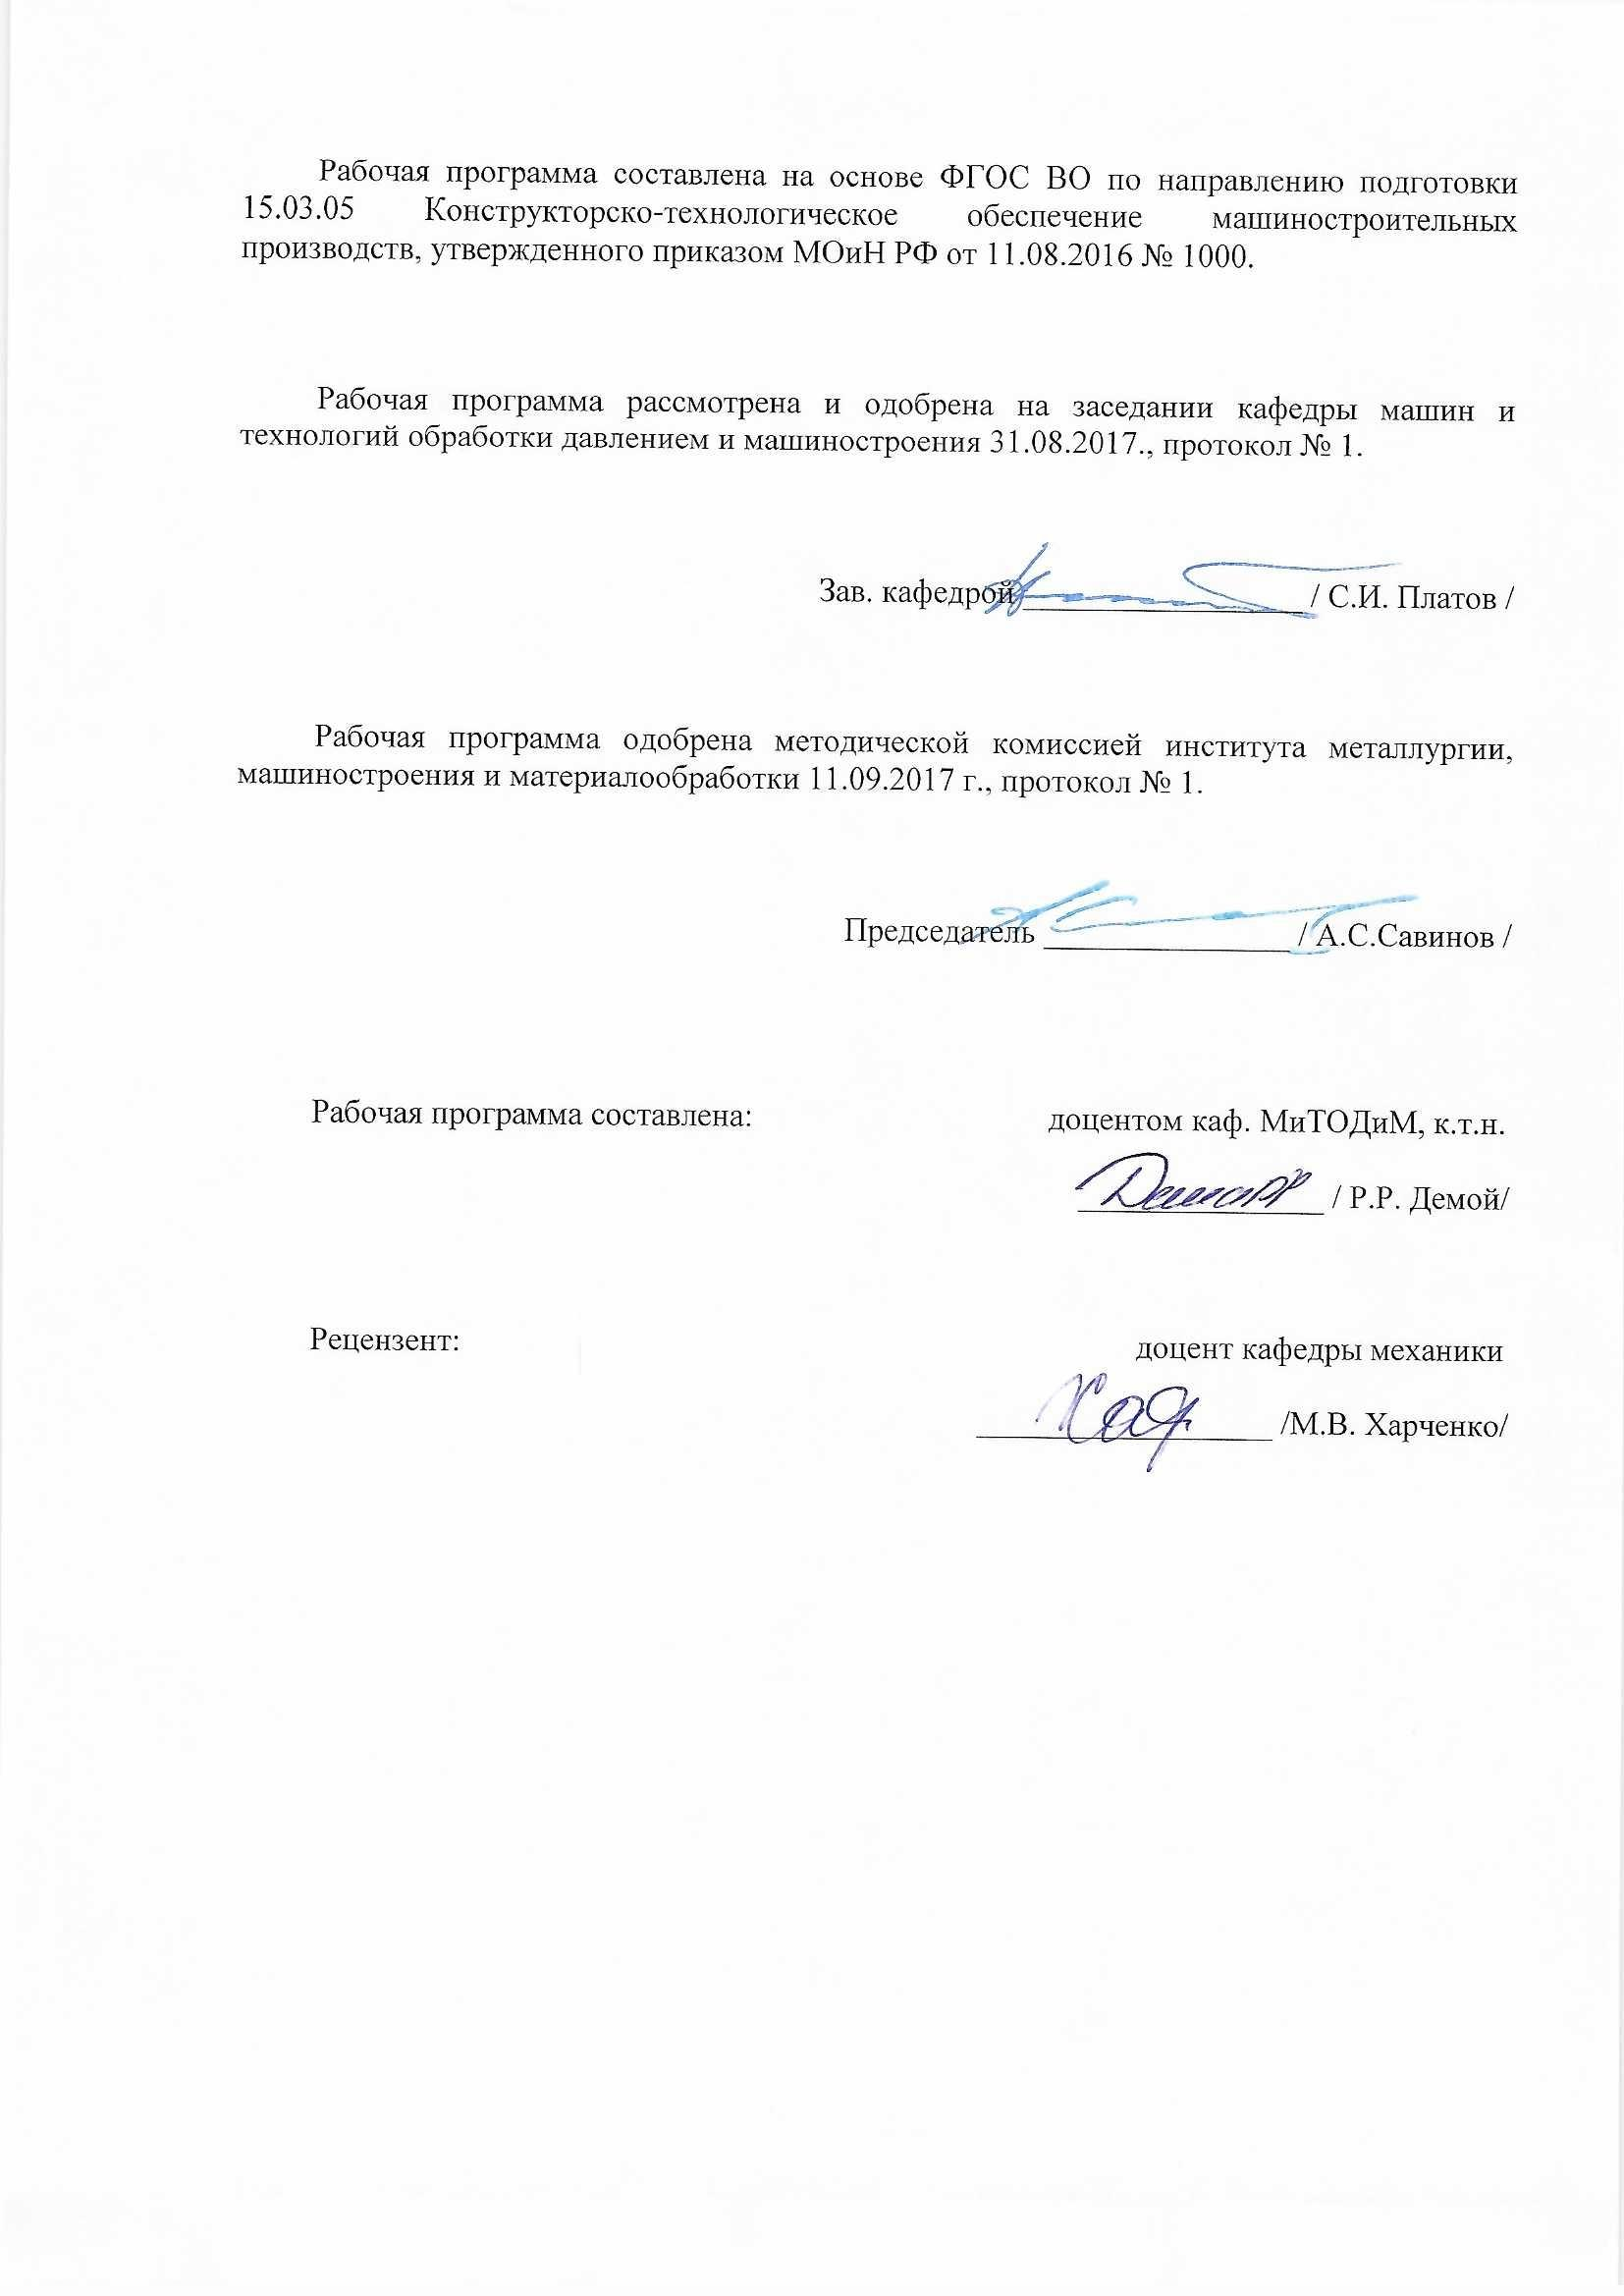 Рабочая программа составлена на основе ФГОС ВО по направлению подготовки
15.03.05 Конструкторско-технологическое обеспечение машиностроительных
производств, утвержденного приказом МОиН РФ от 11.08.2016 № 1000.
Рабочая программа рассмотрена и одобрена на заседании кафедры машин и
технологий обработки давлением и машиностроения 31.08.2017., протокол № 1.
Зав. кафедрой / С.И. Платов /
Рабочая программа одобрена методической комиссией института металлургии,
машиностроения и материалообработки 11.09.2017 г., протокол № 1.
Председатель / А.С.Савинов /
Рабочая программа составлена: доцентом каф. МиТОДиМ, к.т.н.
/ Р.Р. Демой/
Рецензент: доцент кафедры механики
/М.В. Харченко/